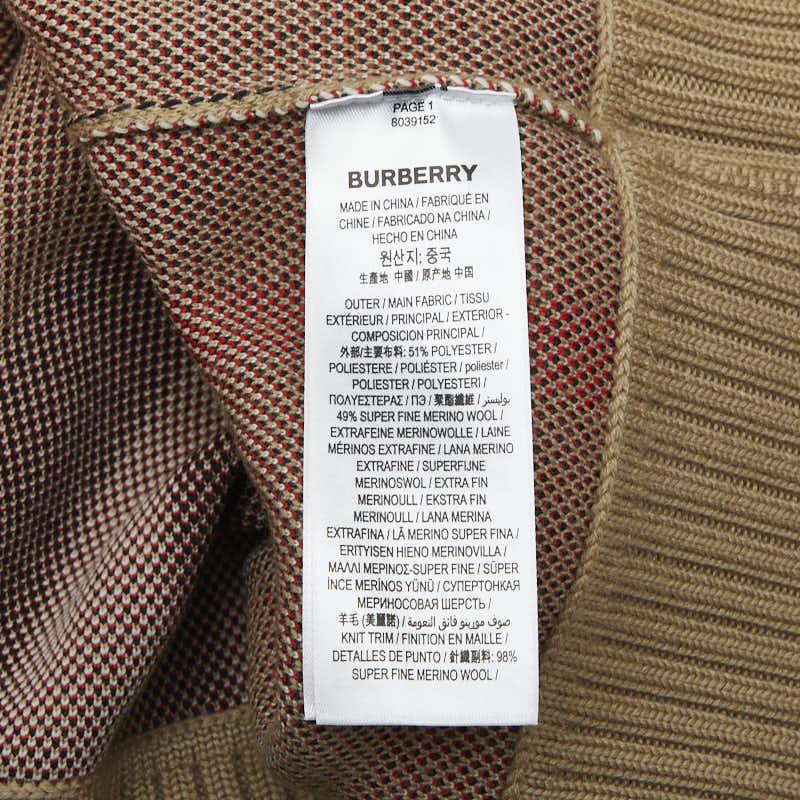 PAGE 1
8039152
BURBERRY
MADE IN CHINA / FABRIQUÉ EN
CHINE / FABRICADO NA CHINA /
HECHO EN CHINA
원산지: 중국
生產地 中國 / 原产地 中国
OUTER / MAIN FABRIC / TISSU
EXTÉRIEUR / PRINCIPAL / EXTERIOR -
COMPOSICION PRINCIPAL /
外部/主要布料: 51% POLYESTER /
POLIESTERE / POLIÉSTER / poliester /
POLIESTER / POLYESTERI /
ΠΟΛΥΕΣΤΕΡΑΣ / ПЭ / 聚酯纖維 / بوليستر /
49% SUPER FINE MERINO WOOL /
EXTRAFEINE MERINOWOLLE / LAINE
MÉRINOS EXTRAFINE / LANA MERINO
EXTRAFINE / SUPERFIJNE
MERINOSWOL / EXTRA FIN
MERINOULL / EKSTRA FIN
MERINOULL / LANA MERINA
EXTRAFINA / LÃ MERINO SUPER FINA /
ERITYISEN HIENO MERINOVILLA /
ΜΑΛΛΙ ΜΕΡΙΝΟΣ-SUPER FINE / SÜPER
İNCE MERİNOS YÜNÜ / СУПЕРТОНКАЯ
МЕРИНОСОВАЯ ШЕРСТЬ /
羊毛 (美麗諾) / صوف مورينو فائق النعومة /
KNIT TRIM / FINITION EN MAILLE /
DETALLES DE PUNTO / 針織副料: 98%
SUPER FINE MERINO WOOL /